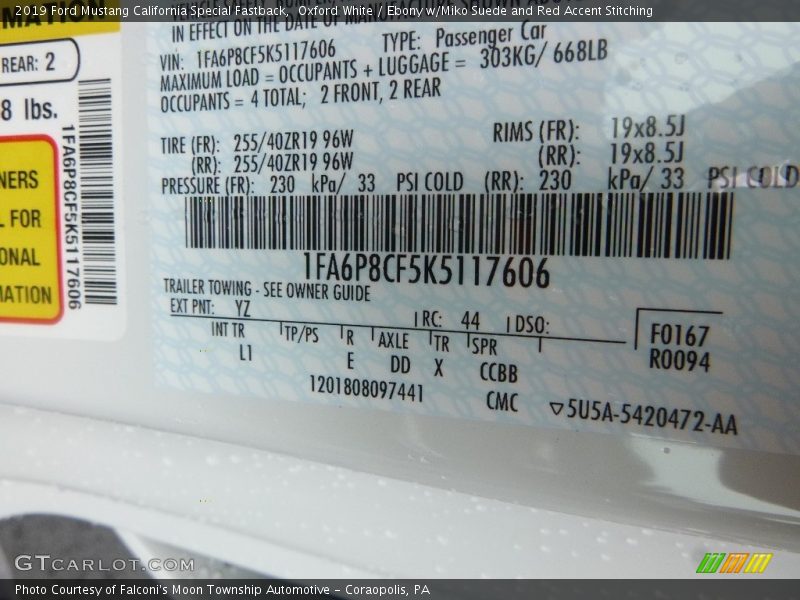 2019 Ford Mustang California Special Fastback, Oxford White / Ebony w/Miko Suede and Red Accent Stitching
MATION
REAR: 2
8 lbs.
1FA6P8CF5K5117606
NERS
L FOR
ONAL
MATION
IN EFFECT ON THE DATE OF MANUFACTURE SHOWN ABOVE
VIN: 1FA6P8CF5K5117606 TYPE: Passenger Car
MAXIMUM LOAD = OCCUPANTS + LUGGAGE = 303KG/ 668LB
OCCUPANTS = 4 TOTAL; 2 FRONT, 2 REAR
TIRE (FR): 255/40ZR19 96W RIMS (FR): 19x8.5J
(RR): 255/40ZR19 96W (RR): 19x8.5J
PRESSURE (FR): 230 kPa/ 33 PSI COLD (RR): 230 kPa/ 33 PSI COLD
1FA6P8CF5K5117606
TRAILER TOWING - SEE OWNER GUIDE
EXT PNT: YZ RC: 44 DSO:
INT TR TP/PS R AXLE TR SPR F0167
L1 E DD X CCBB R0094
1201808097441 CMC ▽5U5A-5420472-AA
GTCARLOT.COM
Photo Courtesy of Falconi's Moon Township Automotive - Coraopolis, PA